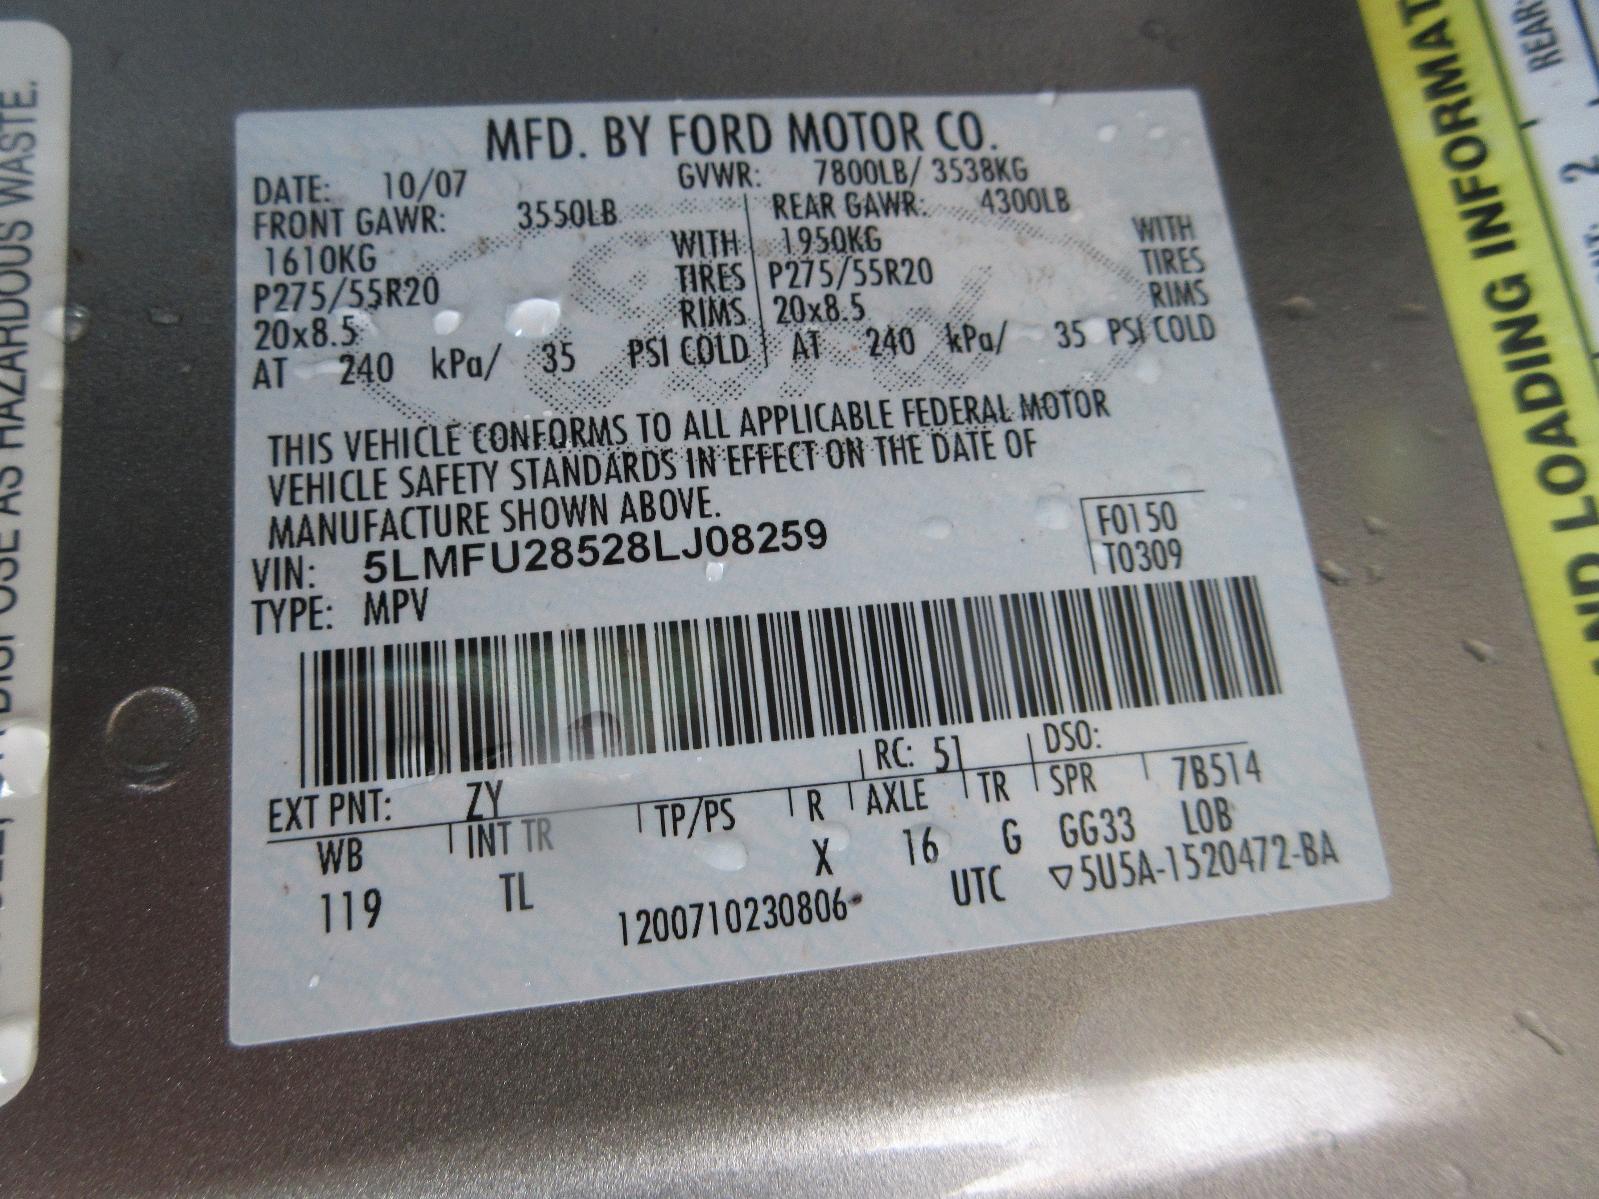 MFD. BY FORD MOTOR CO.
DATE: 10/07 GVWR: 7800LB/ 3538KG
FRONT GAWR: 3550LB REAR GAWR: 4300LB
1610KG WITH 1950KG WITH
P275/55R20 TIRES P275/55R20 TIRES
20x8.5 RIMS 20x8.5 RIMS
AT 240 kPa/ 35 PSI COLD AT 240 kPa/ 35 PSI COLD
THIS VEHICLE CONFORMS TO ALL APPLICABLE FEDERAL MOTOR
VEHICLE SAFETY STANDARDS IN EFFECT ON THE DATE OF
MANUFACTURE SHOWN ABOVE.
VIN: 5LMFU28528LJ08259 F0150
TYPE: MPV T0309
EXT PNT: ZY RC: 51 DSO:
WB INT TR TP/PS R AXLE TR SPR 7B514
119 TL X 16 G GG33 LOB
1200710230806 UTC ▽5U5A-1520472-BA
DISPOSE AS HAZARDOUS WASTE.
AND LOADING INFORMAT
REAR
2